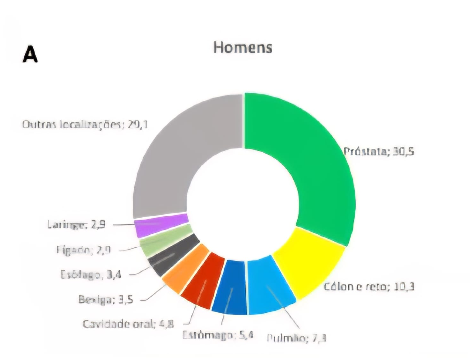 Homens
A
Outras localizações; 29,1
Próstata; 30,5
Laringe; 2,9
Fígado; 2,9
Esôfago; 3,4
Bexiga; 3,5
Cavidade oral; 4,8
Estômago; 5,4
Pulmão; 7,3
Cólon e reto; 10,3